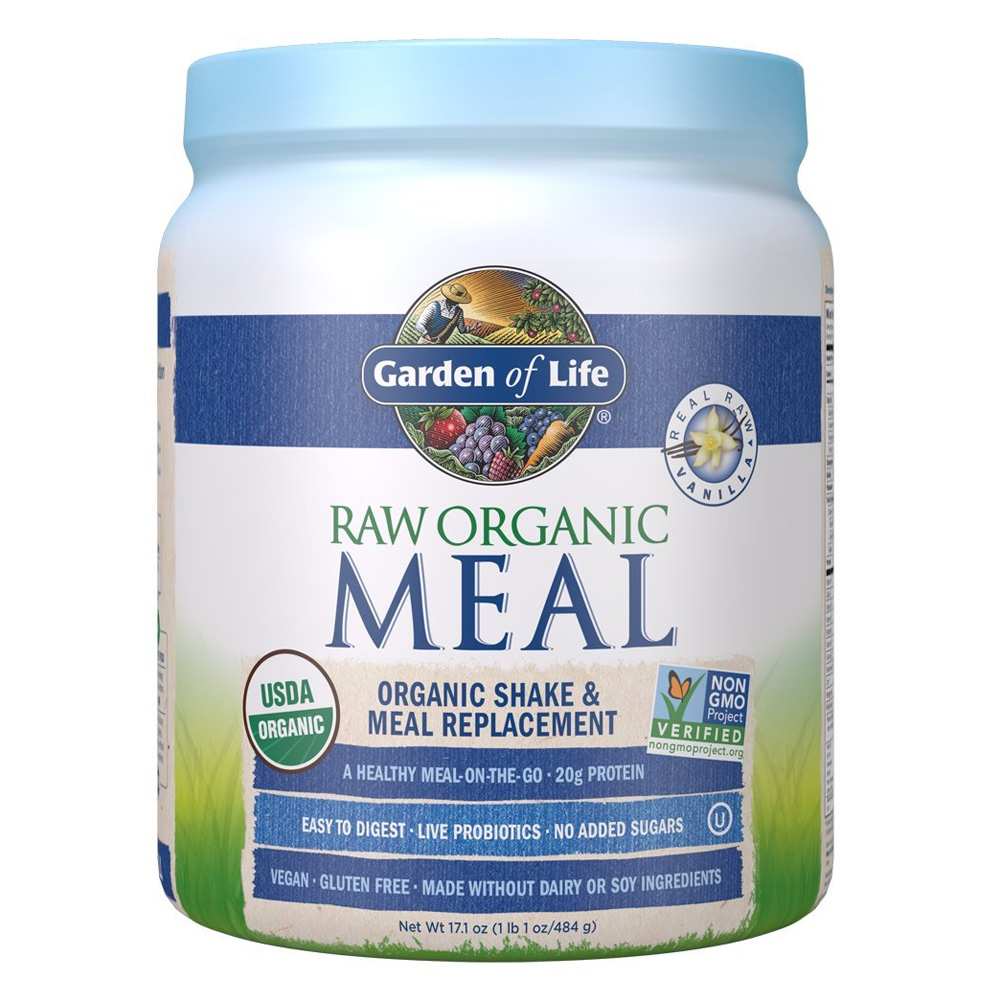 Garden of Life
®
REAL RAW
VANILLA
RAW ORGANIC
MEAL
USDA
ORGANIC
ORGANIC SHAKE &
MEAL REPLACEMENT
NON
GMO
Project
VERIFIED
nongmoproject.org
A HEALTHY MEAL-ON-THE-GO · 20g PROTEIN
EASY TO DIGEST · LIVE PROBIOTICS · NO ADDED SUGARS
U
VEGAN · GLUTEN FREE · MADE WITHOUT DAIRY OR SOY INGREDIENTS
Net Wt 17.1 oz (1 lb 1 oz/484 g)